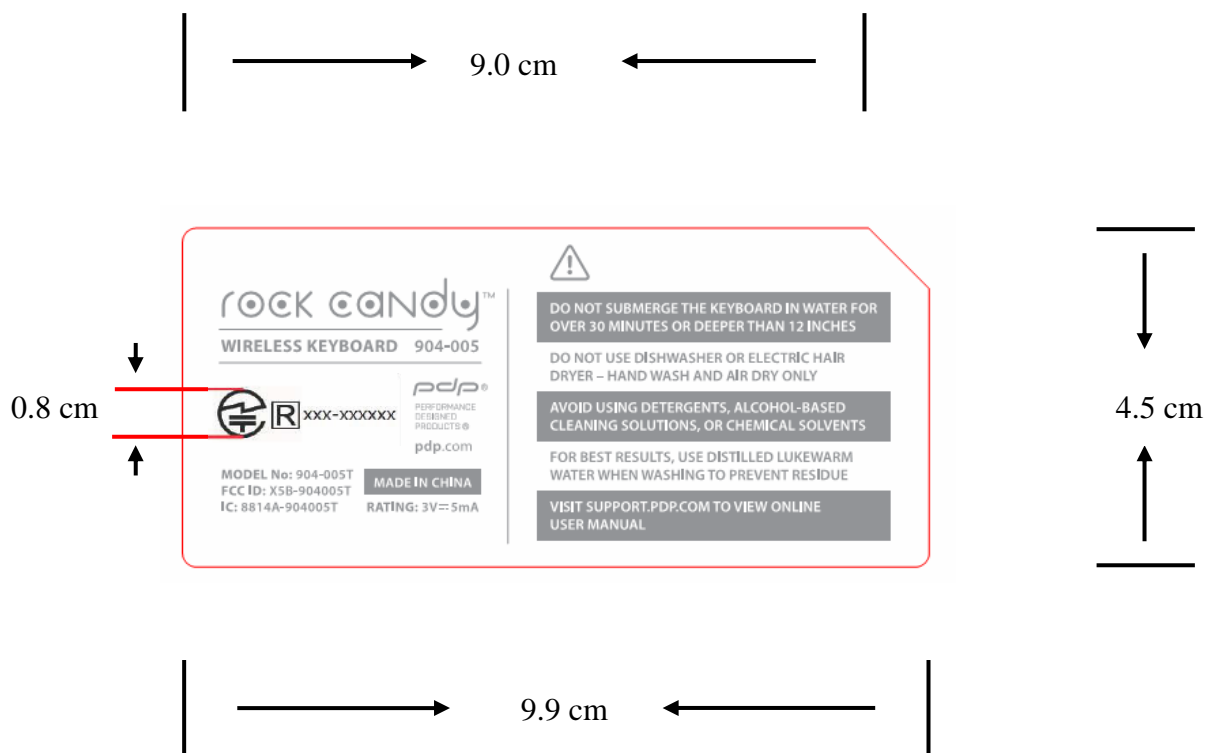 9.0 cm
rock candy™
WIRELESS KEYBOARD 904-005
0.8 cm
R xxx-xxxxxx
pdp®
PERFORMANCE
DESIGNED
PRODUCTS®
pdp.com
MODEL No: 904-005T
FCC ID: X5B-904005T
IC: 8814A-904005T
MADE IN CHINA
RATING: 3V⎓5mA
DO NOT SUBMERGE THE KEYBOARD IN WATER FOR
OVER 30 MINUTES OR DEEPER THAN 12 INCHES
DO NOT USE DISHWASHER OR ELECTRIC HAIR
DRYER – HAND WASH AND AIR DRY ONLY
AVOID USING DETERGENTS, ALCOHOL-BASED
CLEANING SOLUTIONS, OR CHEMICAL SOLVENTS
FOR BEST RESULTS, USE DISTILLED LUKEWARM
WATER WHEN WASHING TO PREVENT RESIDUE
VISIT SUPPORT.PDP.COM TO VIEW ONLINE
USER MANUAL
4.5 cm
9.9 cm